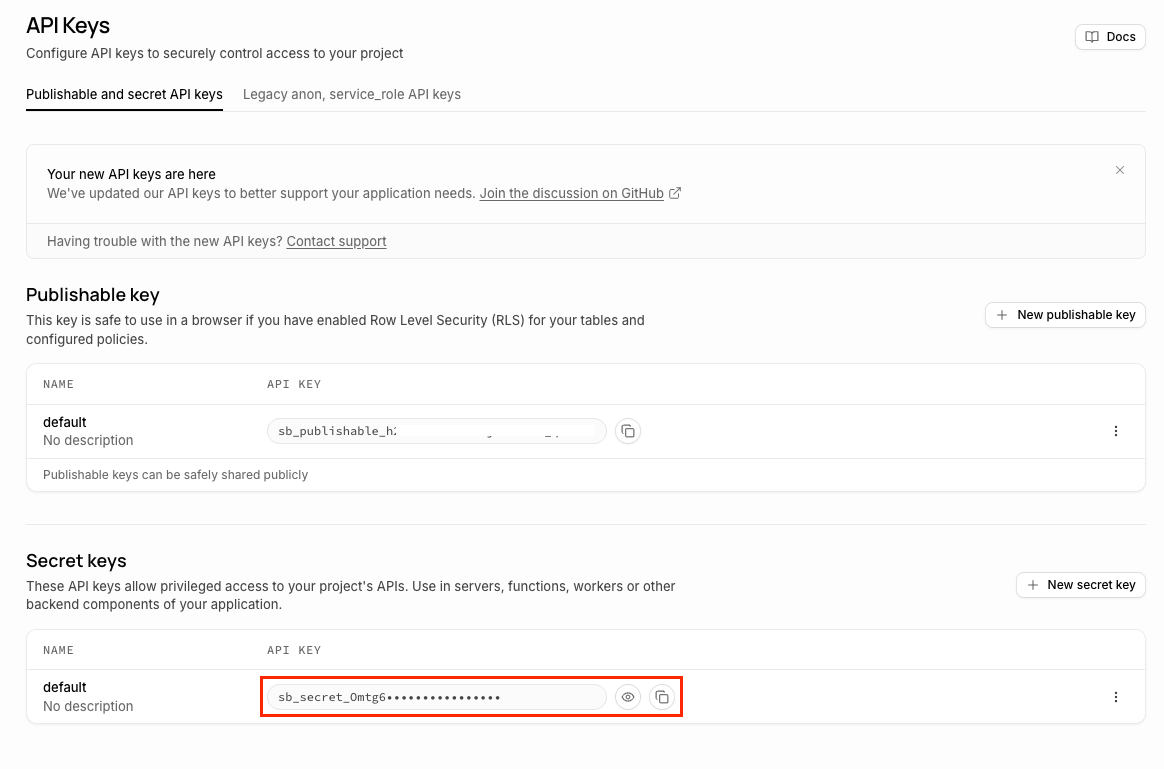 API Keys
Docs
Configure API keys to securely control access to your project
Publishable and secret API keys
Legacy anon, service_role API keys
Your new API keys are here
We've updated our API keys to better support your application needs. Join the discussion on GitHub
Having trouble with the new API keys? Contact support
Publishable key
This key is safe to use in a browser if you have enabled Row Level Security (RLS) for your tables and
configured policies.
New publishable key
NAME API KEY
default
No description
sb_publishable_h
Publishable keys can be safely shared publicly
Secret keys
These API keys allow privileged access to your project's APIs. Use in servers, functions, workers or other
backend components of your application.
New secret key
NAME API KEY
default
No description
sb_secret_Omtg6••••••••••••••••